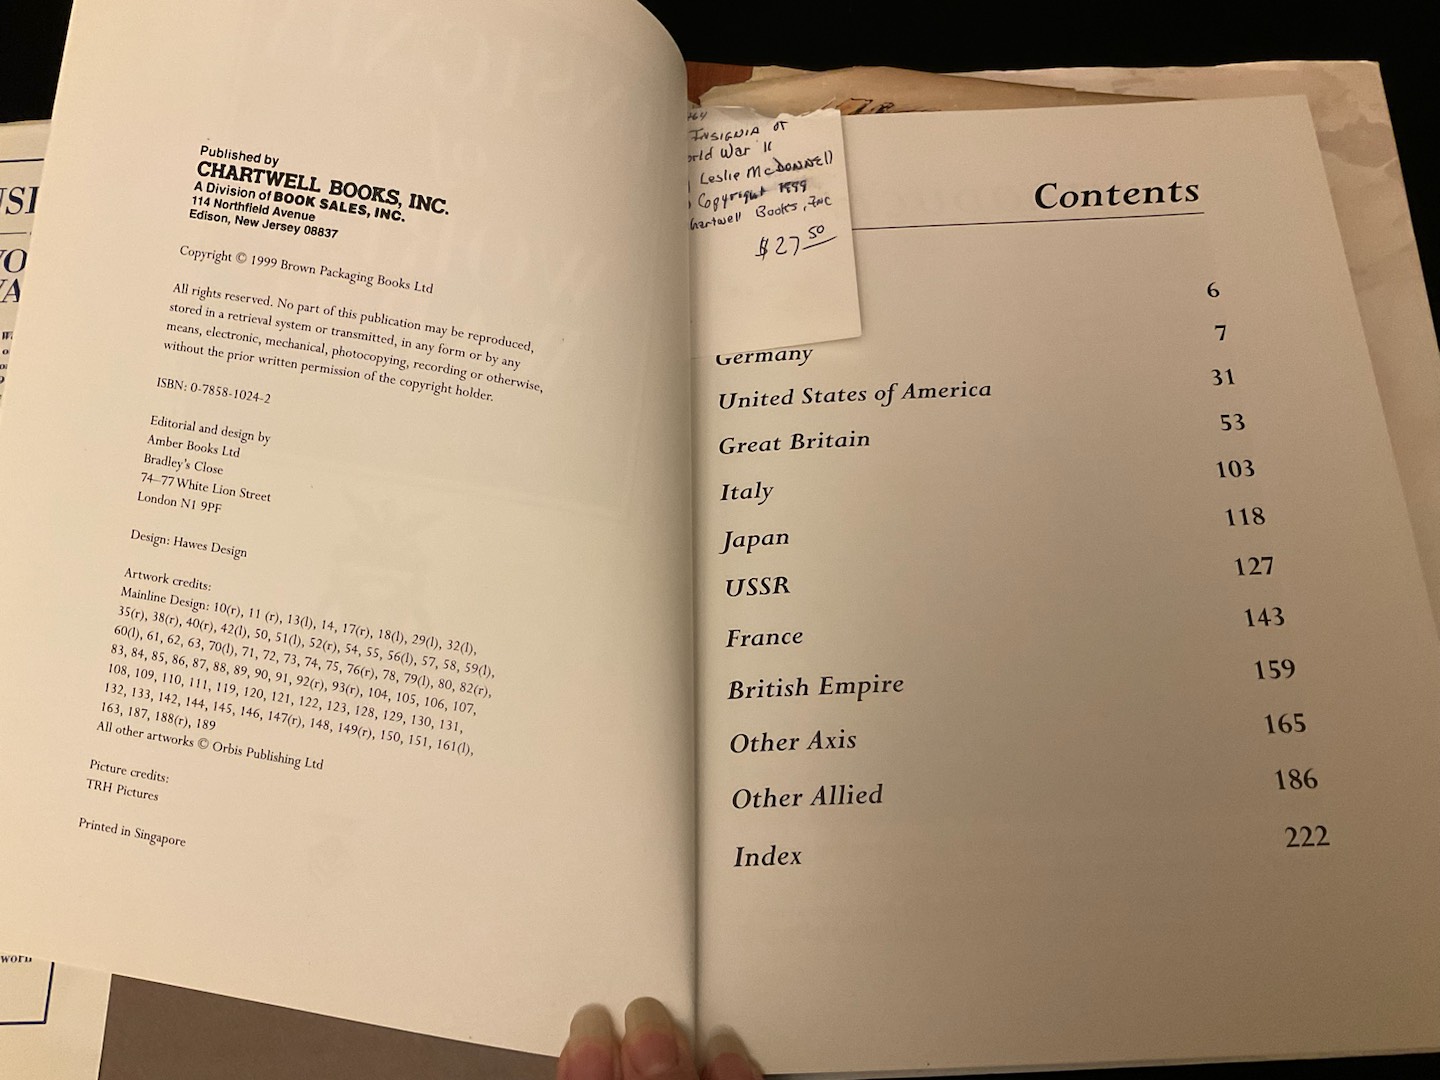 Published by
CHARTWELL BOOKS, INC.
A Division of BOOK SALES, INC.
114 Northfield Avenue
Edison, New Jersey 08837
Copyright © 1999 Brown Packaging Books Ltd
All rights reserved. No part of this publication may be reproduced,
stored in a retrieval system or transmitted, in any form or by any
means, electronic, mechanical, photocopying, recording or otherwise,
without the prior written permission of the copyright holder.
ISBN: 0-7858-1024-2
Editorial and design by
Amber Books Ltd
Bradley's Close
74–77 White Lion Street
London N1 9PF
Design: Hawes Design
Artwork credits:
Mainline Design: 10(r), 11 (r), 13(l), 14, 17(r), 18(l), 29(l), 32(l),
35(r), 38(r), 40(r), 42(l), 50, 51(l), 52(r), 54, 55, 56(l), 57, 58, 59(l),
60(l), 61, 62, 63, 70(l), 71, 72, 73, 74, 75, 76(r), 78, 79(l), 80, 82(r),
83, 84, 85, 86, 87, 88, 89, 90, 91, 92(r), 93(r), 104, 105, 106, 107,
108, 109, 110, 111, 119, 120, 121, 122, 123, 128, 129, 130, 131,
132, 133, 142, 144, 145, 146, 147(r), 148, 149(r), 150, 151, 161(l),
163, 187, 188(r), 189
All other artworks © Orbis Publishing Ltd
Picture credits:
TRH Pictures
Printed in Singapore
INSIGNIA OF
orld War II
Leslie McDONNEll
Copyright 1999
hartwell Books, Inc
$27 50
Contents
6
Germany 7
United States of America 31
Great Britain 53
Italy 103
Japan 118
USSR 127
France 143
British Empire 159
Other Axis 165
Other Allied 186
Index 222